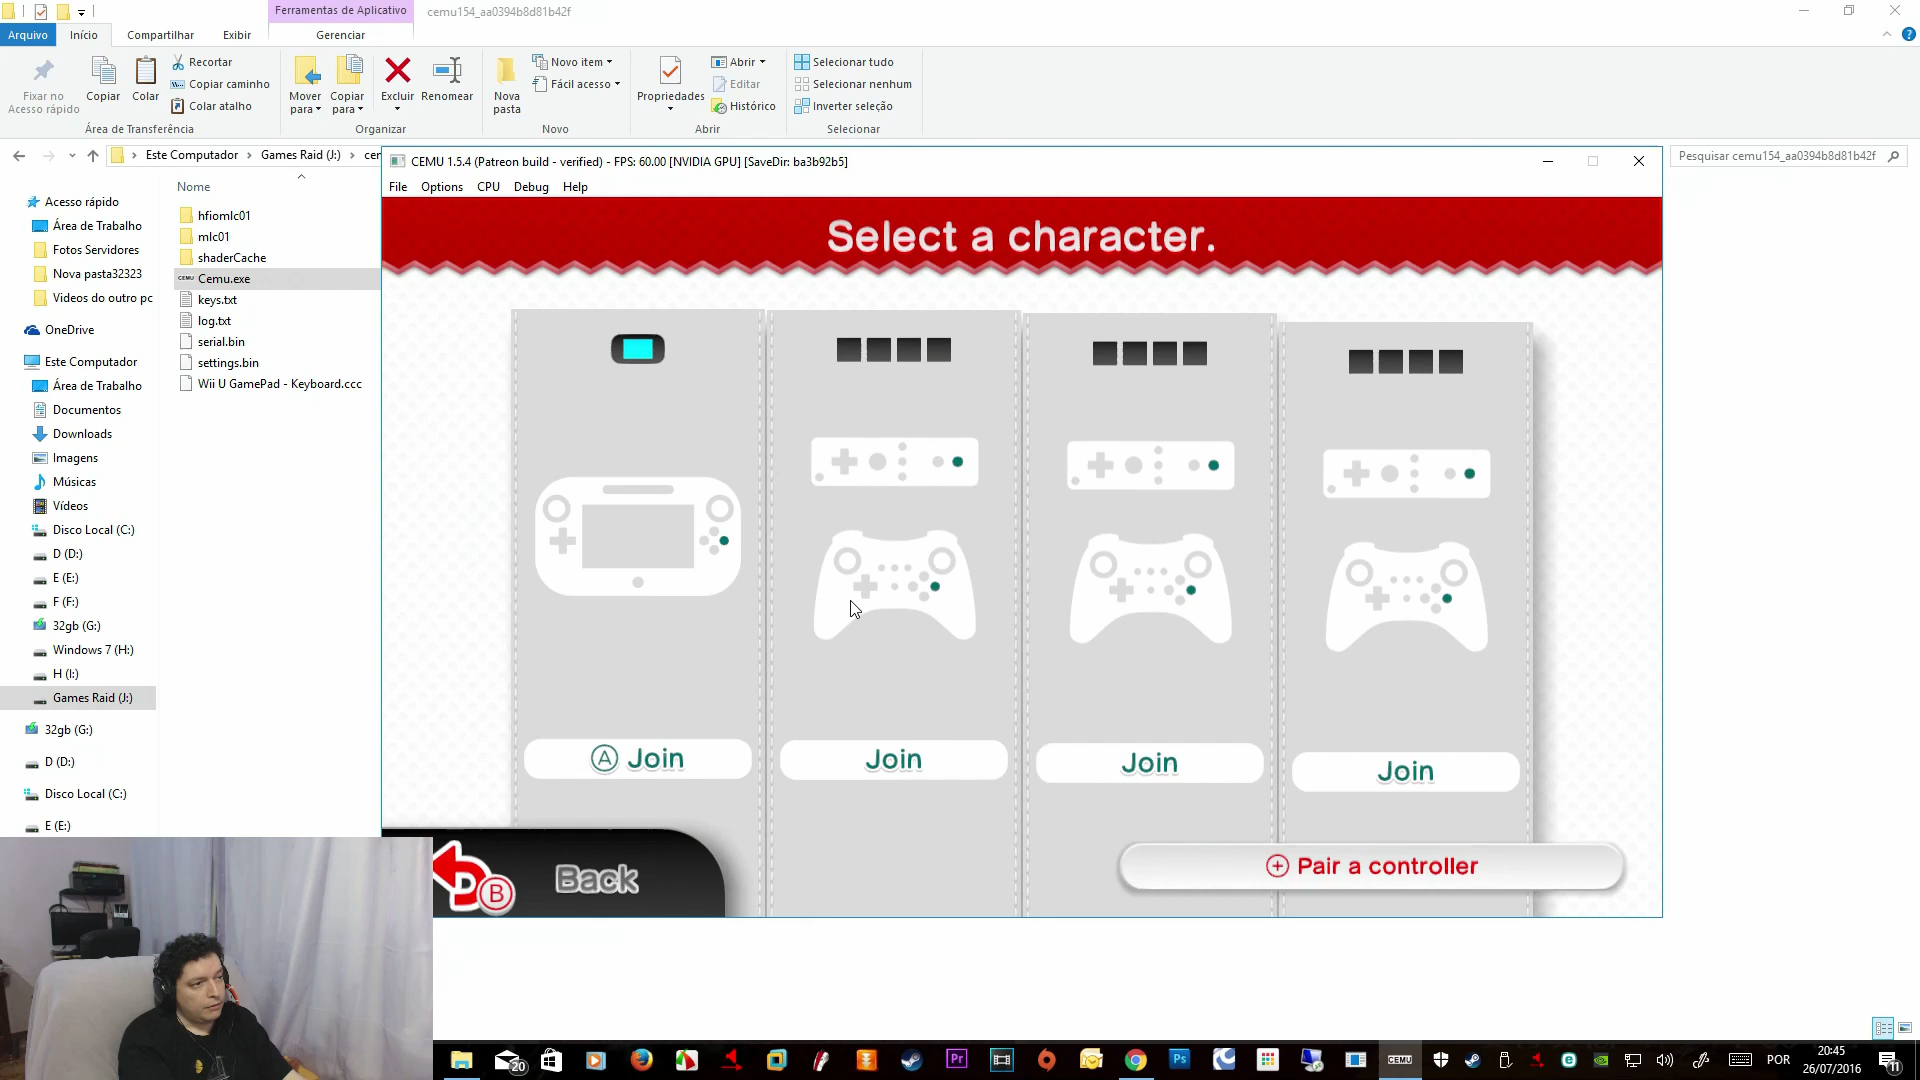 Ferramentas de Aplicativo
cemu154_aa0394b8d81b42f
Arquivo
Início
Compartilhar
Exibir
Gerenciar
Fixar no
Acesso rápido
Copiar
Colar
Recortar
Copiar caminho
Colar atalho
Área de Transferência
Mover
para
Copiar
para
Excluir
Renomear
Organizar
Nova
pasta
Novo item
Fácil acesso
Novo
Propriedades
Abrir
Editar
Histórico
Abrir
Selecionar tudo
Selecionar nenhum
Inverter seleção
Selecionar
Este Computador
Games Raid (J:)
Pesquisar cemu154_aa0394b8d81b42f
Acesso rápido
Área de Trabalho
Fotos Servidores
Nova pasta32323
Videos do outro pc
OneDrive
Este Computador
Área de Trabalho
Documentos
Downloads
Imagens
Músicas
Vídeos
Disco Local (C:)
D (D:)
E (E:)
F (F:)
32gb (G:)
Windows 7 (H:)
H (I:)
Games Raid (J:)
32gb (G:)
D (D:)
Disco Local (C:)
E (E:)
Nome
hfiomlc01
mlc01
shaderCache
Cemu.exe
keys.txt
log.txt
serial.bin
settings.bin
Wii U GamePad - Keyboard.ccc
CEMU 1.5.4 (Patreon build - verified) - FPS: 60.00 [NVIDIA GPU] [SaveDir: ba3b92b5]
File Options CPU Debug Help
Select a character.
A Join
Join
Join
Join
B Back
Pair a controller
20
Pr
Ps
CEMU
POR
20:45
26/07/2016
11